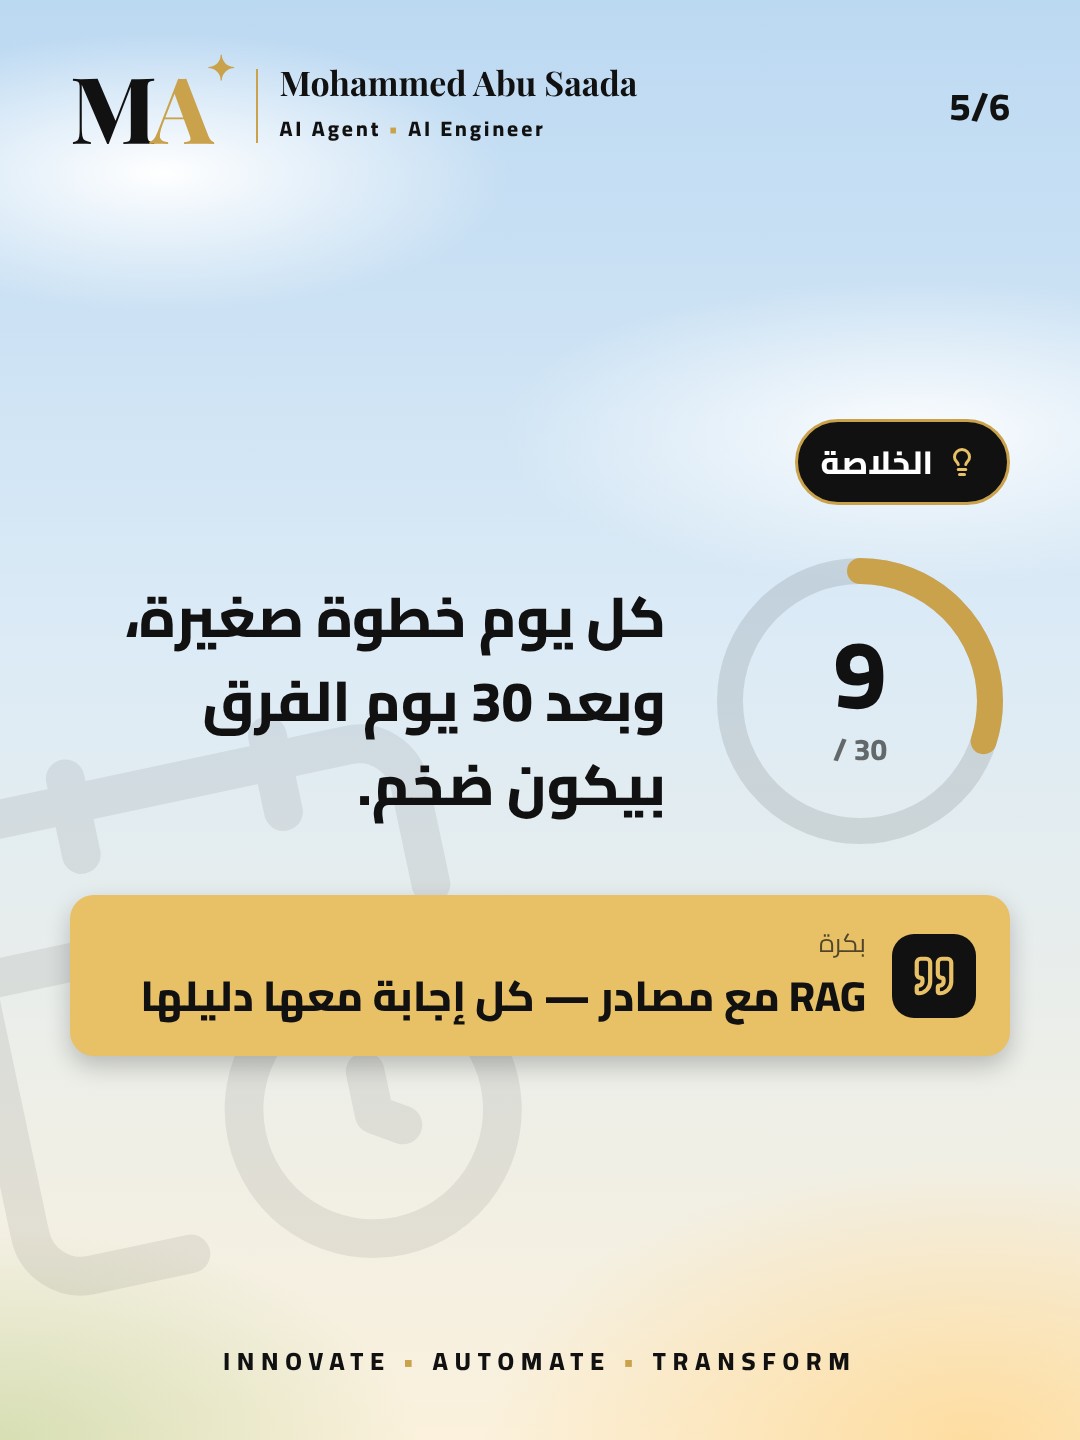 MA
Mohammed Abu Saada
AI Agent ▪ AI Engineer
5/6
الخلاصة
9
/ 30
كل يوم خطوة صغيرة،
وبعد 30 يوم الفرق
بيكون ضخم.
بكرة
RAG مع مصادر — كل إجابة معها دليلها
INNOVATE ▪ AUTOMATE ▪ TRANSFORM